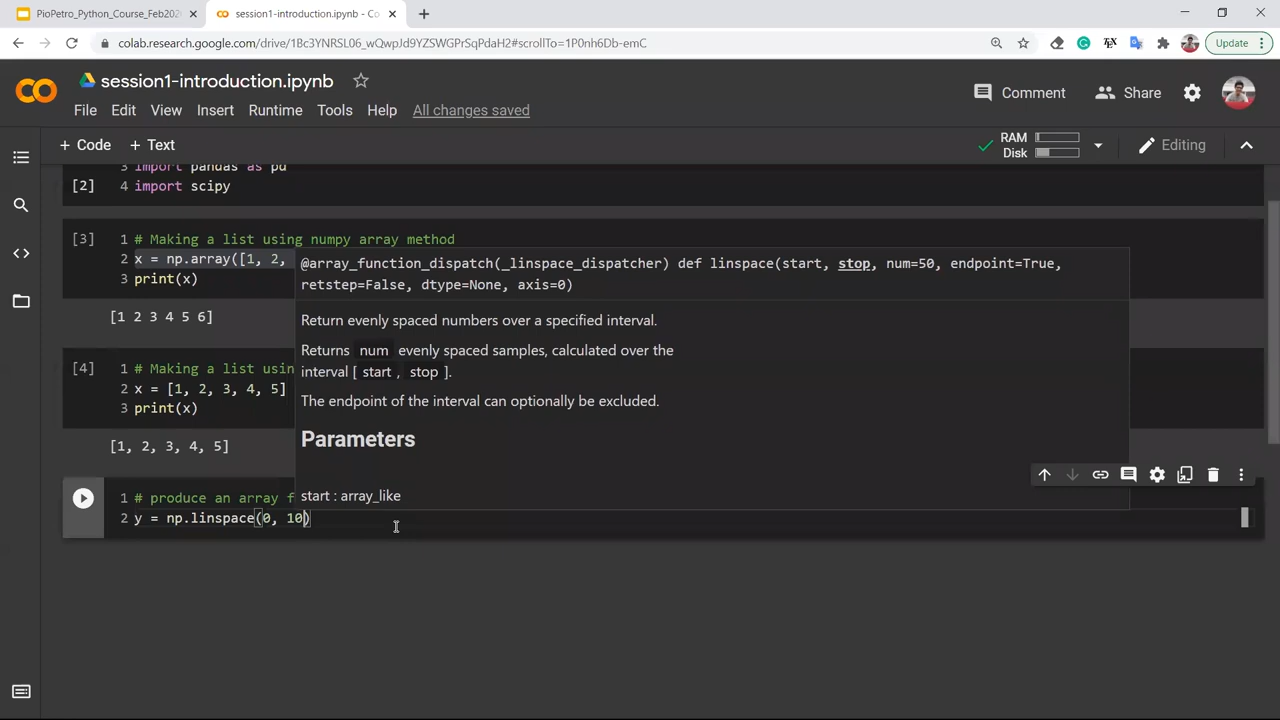 PioPetro_Python_Course_Feb202
session1-introduction.ipynb - Co
colab.research.google.com/drive/1Bc3YNRSL06_wQwpJd9YZSWGPrSqPdaH2#scrollTo=1P0nh6Db-emC
Update
session1-introduction.ipynb
File Edit View Insert Runtime Tools Help All changes saved
Comment Share
+ Code + Text
RAM
Disk
Editing
3 import pandas as pd
[2] 4 import scipy
[3] 1 # Making a list using numpy array method
2 x = np.array([1, 2,
3 print(x)
[1 2 3 4 5 6]
[4] 1 # Making a list usin
2 x = [1, 2, 3, 4, 5]
3 print(x)
[1, 2, 3, 4, 5]
@array_function_dispatch(_linspace_dispatcher) def linspace(start, stop, num=50, endpoint=True,
retstep=False, dtype=None, axis=0)
Return evenly spaced numbers over a specified interval.
Returns num evenly spaced samples, calculated over the
interval [ start , stop ].
The endpoint of the interval can optionally be excluded.
Parameters
start : array_like
1 # produce an array f
2 y = np.linspace(0, 10)